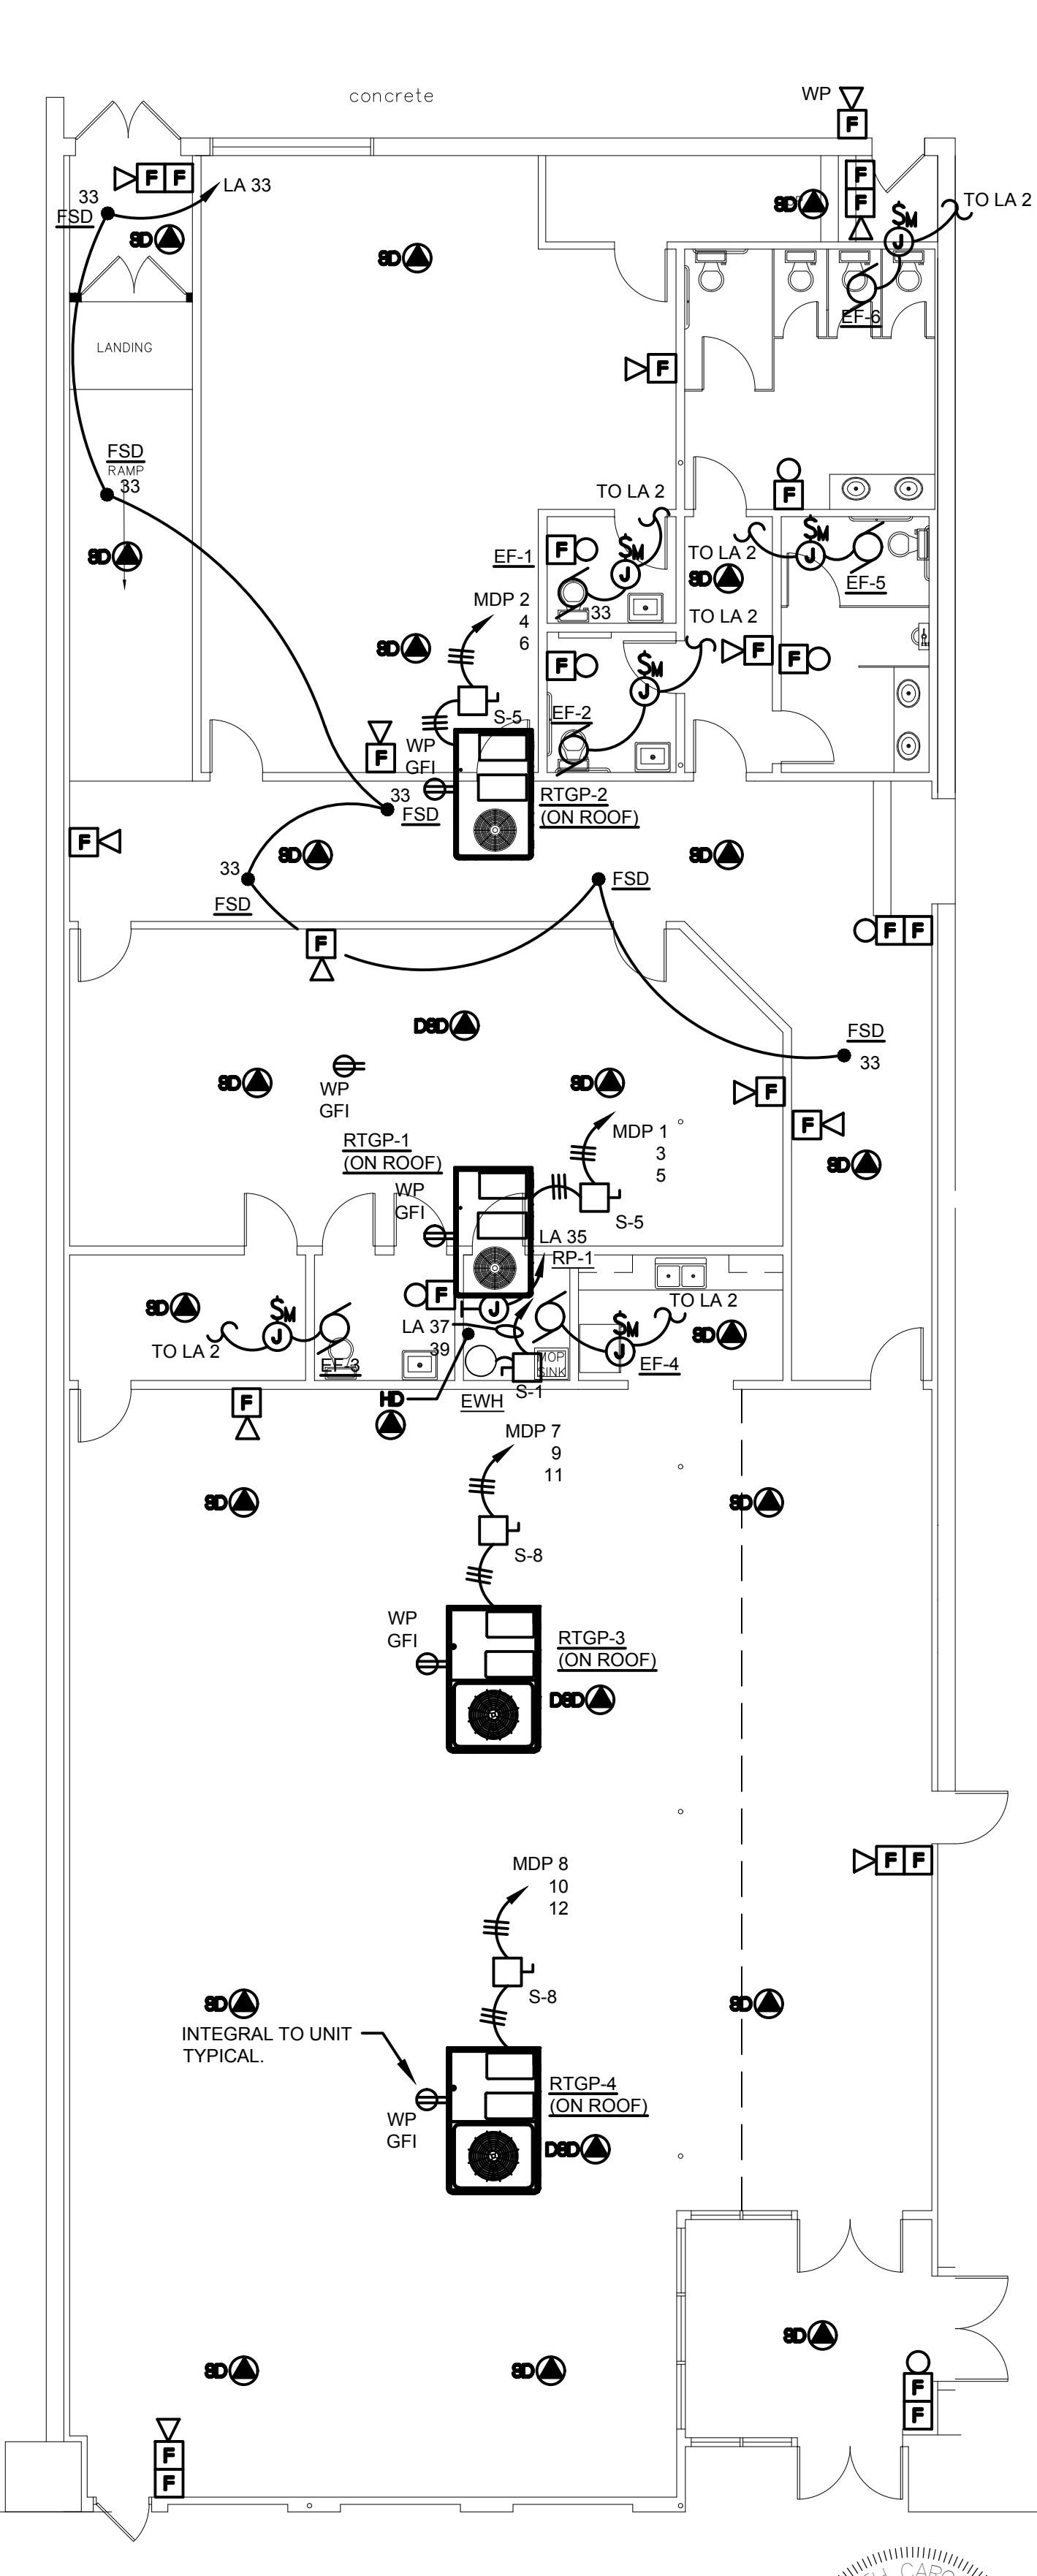 concrete
WP
F
F F
LA 33
33
FSD
SD
SD
SD
F
F
$M
J
TO LA 2
EF-6
LANDING
F
FSD
RAMP
33
SD
F
TO LA 2
EF-1
F
$M
J
33
TO LA 2
SD
$M
J
EF-5
MDP 2
4
6
SD
TO LA 2
F
F
F
$M
J
EF-2
S-5
F
WP
GFI
RTGP-2
(ON ROOF)
33
FSD
F
SD
SD
33
FSD
FSD
F F
F
DSD
FSD
33
SD
WP
GFI
SD
F
F
SD
MDP 1
3
5
RTGP-1
(ON ROOF)
WP
GFI
S-5
LA 35
RP-1
SD
F
J
TO LA 2
$M
J
TO LA 2
EF-3
LA 37
39
$M
J
EF-4
SD
MOP
SINK
S-1
HD
EWH
F
MDP 7
9
11
SD
SD
S-8
WP
GFI
RTGP-3
(ON ROOF)
DSD
F F
MDP 8
10
12
S-8
SD
SD
INTEGRAL TO UNIT
TYPICAL.
RTGP-4
(ON ROOF)
WP
GFI
DSD
SD
SD
SD
F
F
F
F
CARO